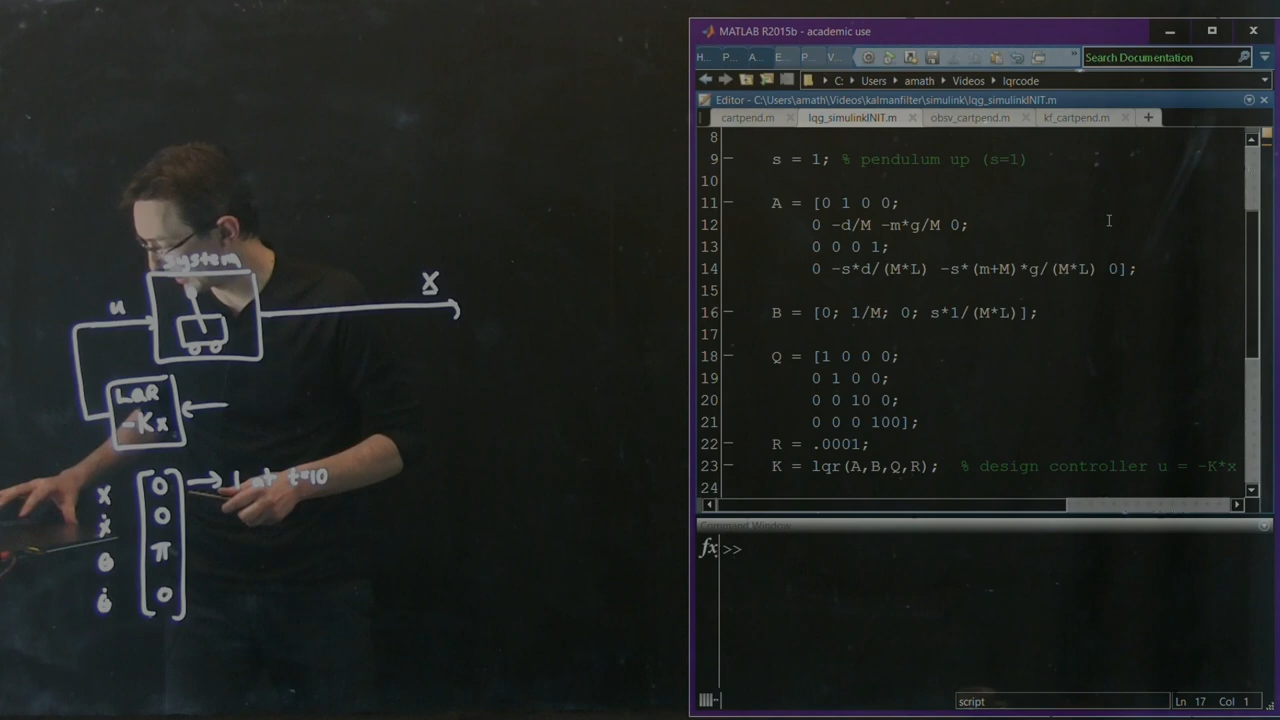 System
u
X
LQR
-Kx
x
ẋ
θ
θ̇
0 → 1 at t=10
0
π
0
MATLAB R2015b - academic use
H... P... A... E... P... V...
Search Documentation
C: Users amath Videos lqrcode
Editor - C:\Users\amath\Videos\kalmanfilter\simulink\lqg_simulinkINIT.m
cartpend.m lqg_simulinkINIT.m obsv_cartpend.m kf_cartpend.m
8
9 s = 1; % pendulum up (s=1)
10
11 A = [0 1 0 0;
12 0 -d/M -m*g/M 0;
13 0 0 0 1;
14 0 -s*d/(M*L) -s*(m+M)*g/(M*L) 0];
15
16 B = [0; 1/M; 0; s*1/(M*L)];
17
18 Q = [1 0 0 0;
19 0 1 0 0;
20 0 0 10 0;
21 0 0 0 100];
22 R = .0001;
23 K = lqr(A,B,Q,R); % design controller u = -K*x
24
Command Window
fx >>
script
Ln 17 Col 1